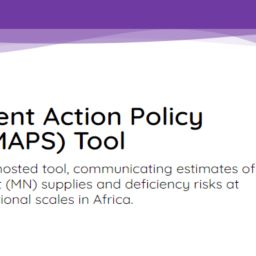 ent Action Policy
MAPS) Tool
hosted tool, communicating estimates of
t (MN) supplies and deficiency risks at
ional scales in Africa.